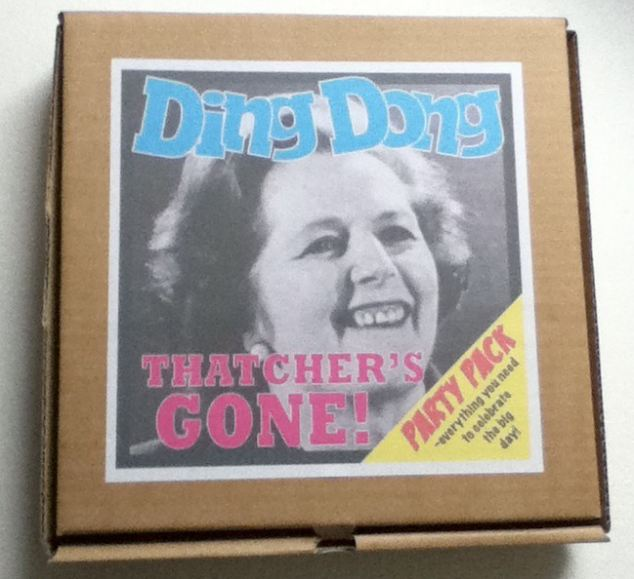 Ding Dong
THATCHER'S
GONE!
PARTY PACK
-everything you need
to celebrate
the big
day!